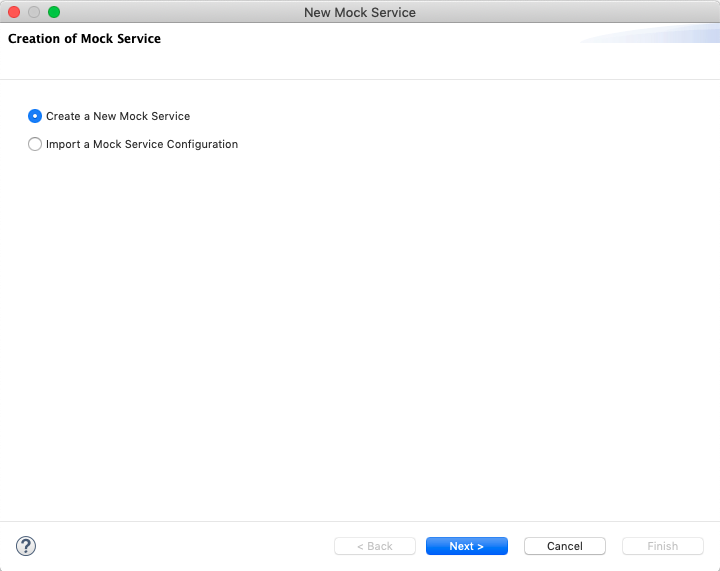 New Mock Service
Creation of Mock Service
Create a New Mock Service
Import a Mock Service Configuration
?
< Back
Next >
Cancel
Finish